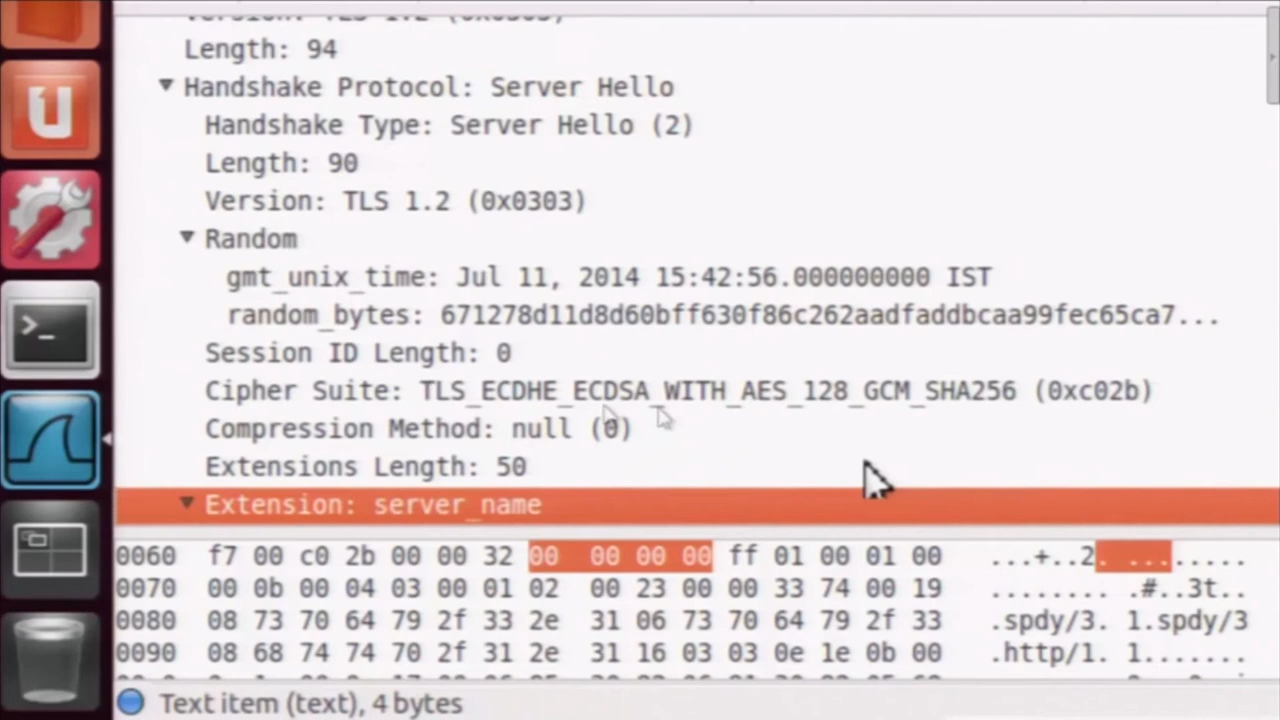 Version: TLS 1.2 (0x0303)
Length: 94
Handshake Protocol: Server Hello
Handshake Type: Server Hello (2)
Length: 90
Version: TLS 1.2 (0x0303)
Random
gmt_unix_time: Jul 11, 2014 15:42:56.000000000 IST
random_bytes: 671278d11d8d60bff630f86c262aadfaddbcaa99fec65ca7...
Session ID Length: 0
Cipher Suite: TLS_ECDHE_ECDSA_WITH_AES_128_GCM_SHA256 (0xc02b)
Compression Method: null (0)
Extensions Length: 50
Extension: server_name
0060 f7 00 c0 2b 00 00 32 00 00 00 00 ff 01 00 01 00 ...+..2. ........
0070 00 0b 00 04 03 00 01 02 00 23 00 00 33 74 00 19 ........ .#..3t..
0080 08 73 70 64 79 2f 33 2e 31 06 73 70 64 79 2f 33 .spdy/3. 1.spdy/3
0090 08 68 74 74 70 2f 31 2e 31 16 03 03 0e 1e 0b 00 .http/1. 1.......
Text item (text), 4 bytes